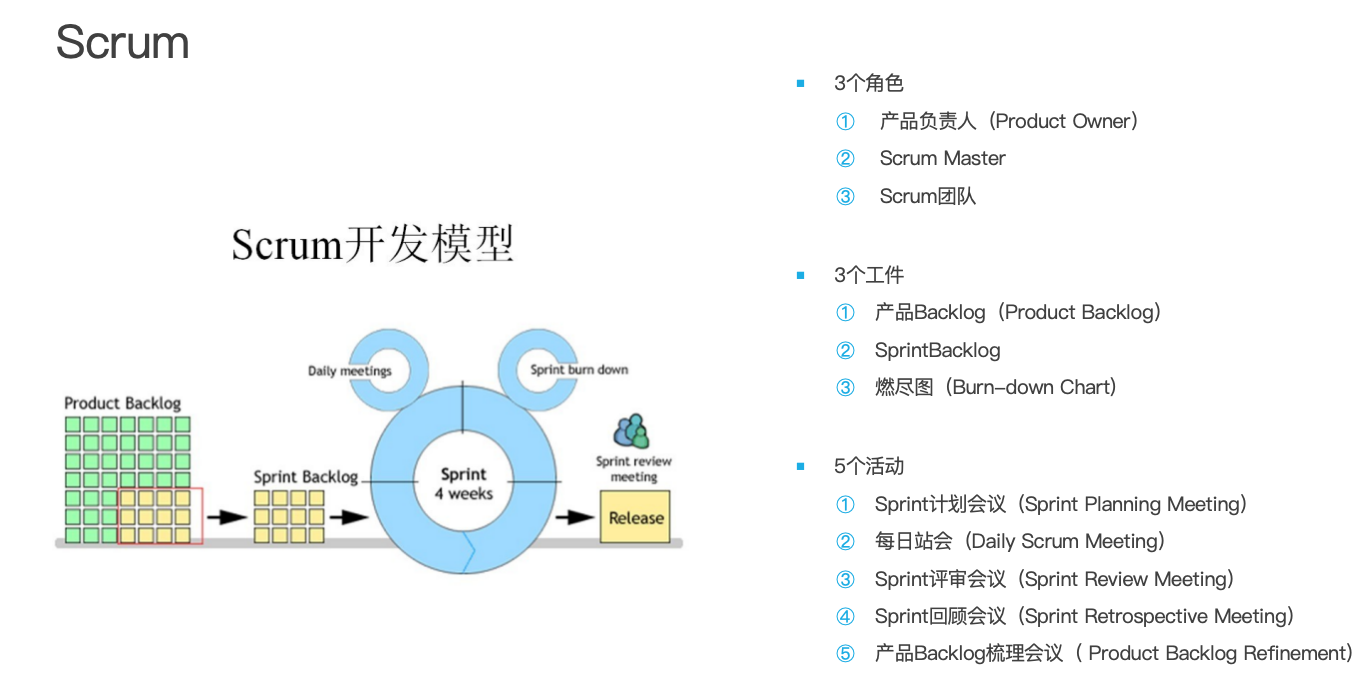 Scrum
Scrum开发模型
Daily meetings
Sprint burn down
Product Backlog
Sprint Backlog
Sprint
4 weeks
Sprint review
meeting
Release
3个角色
① 产品负责人（Product Owner）
② Scrum Master
③ Scrum团队
3个工件
① 产品Backlog（Product Backlog）
② SprintBacklog
③ 燃尽图（Burn-down Chart）
5个活动
① Sprint计划会议（Sprint Planning Meeting）
② 每日站会（Daily Scrum Meeting）
③ Sprint评审会议（Sprint Review Meeting）
④ Sprint回顾会议（Sprint Retrospective Meeting）
⑤ 产品Backlog梳理会议（ Product Backlog Refinement）